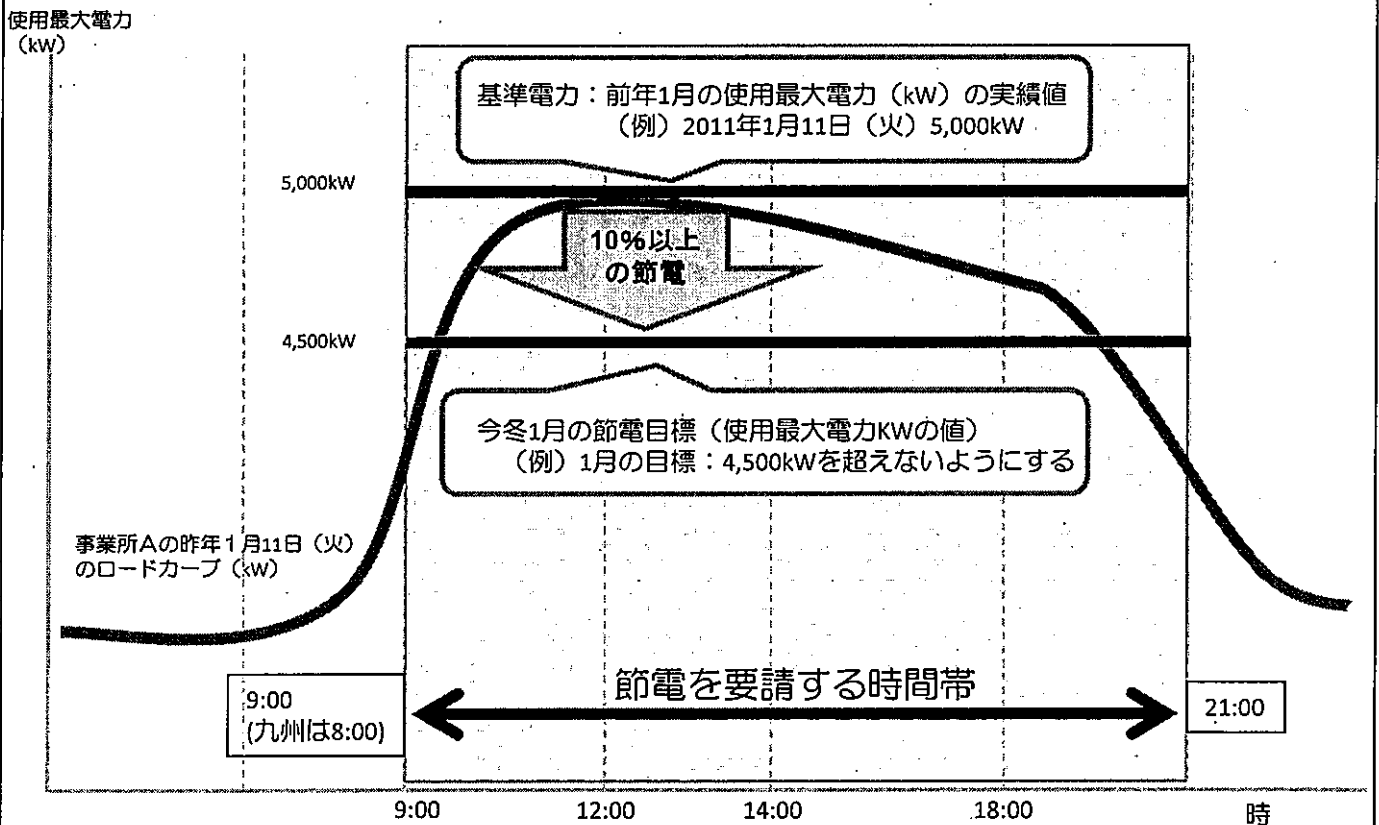 使用最大電力
（kW）
基準電力：前年1月の使用最大電力（kW）の実績値
（例）2011年1月11日（火）5,000kW
5,000kW
10%以上
の節電
4,500kW
今冬1月の節電目標（使用最大電力KWの値）
（例）1月の目標：4,500kWを超えないようにする
事業所Aの昨年１月11日（火）
のロードカーブ（kW）
節電を要請する時間帯
9:00
(九州は8:00)
21:00
9:00
12:00
14:00
18:00
時